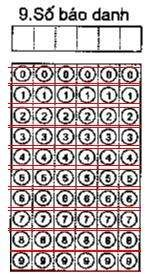 9.Số báo danh
0 0 0 0 0 0
1 1 1 1 1 1
2 2 2 2 2 2
3 3 3 3 3 3
4 4 4 4 4 4
5 5 5 5 5 5
6 6 6 6 6 6
7 7 7 7 7 7
8 8 8 8 8 8
9 9 9 9 9 9